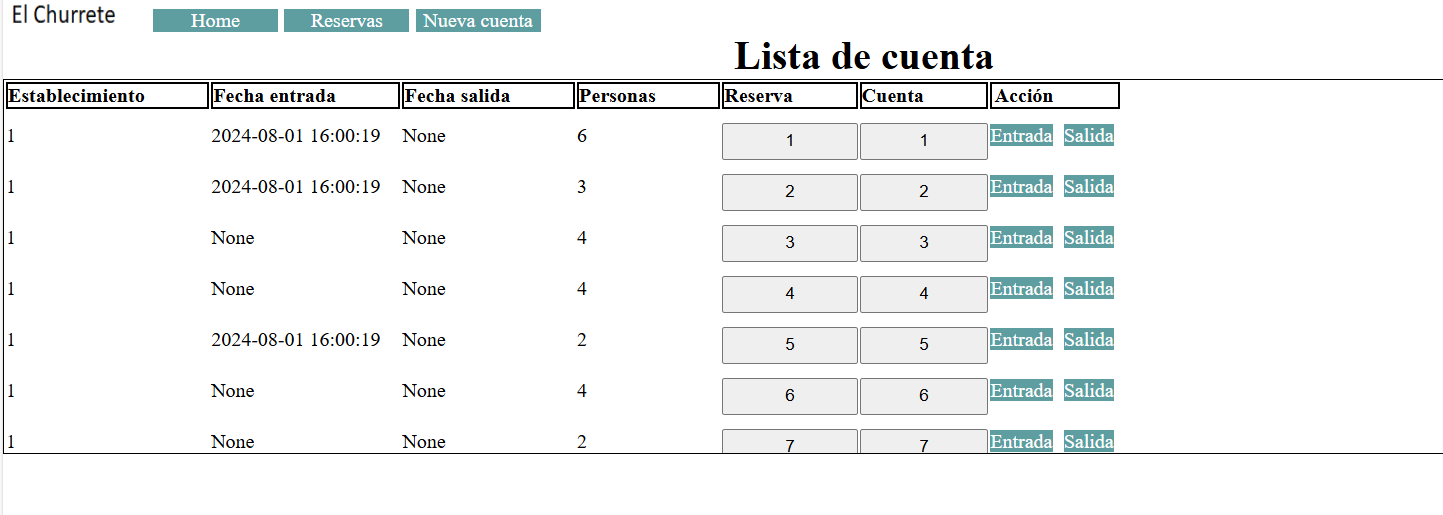 El Churrete Home Reservas Nueva cuenta
Lista de cuenta
Establecimiento Fecha entrada Fecha salida Personas Reserva Cuenta Acción
1 2024-08-01 16:00:19 None 6 1 1 Entrada Salida
1 2024-08-01 16:00:19 None 3 2 2 Entrada Salida
1 None None 4 3 3 Entrada Salida
1 None None 4 4 4 Entrada Salida
1 2024-08-01 16:00:19 None 2 5 5 Entrada Salida
1 None None 4 6 6 Entrada Salida
1 None None 2 7 7 Entrada Salida